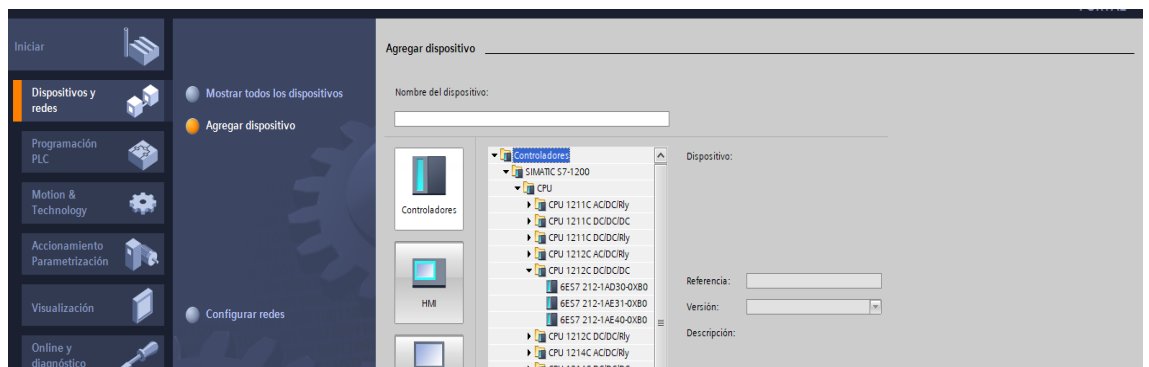 Iniciar
Dispositivos y
redes
Programación
PLC
Motion &
Technology
Accionamiento
Parametrización
Visualización
Online y
diagnóstico
Mostrar todos los dispositivos
Agregar dispositivo
Configurar redes
Agregar dispositivo
Nombre del dispositivo:
Controladores
HMI
Controladores
SIMATIC S7-1200
CPU
CPU 1211C AC/DC/Rly
CPU 1211C DC/DC/DC
CPU 1211C DC/DC/Rly
CPU 1212C AC/DC/Rly
CPU 1212C DC/DC/DC
6ES7 212-1AD30-0XB0
6ES7 212-1AE31-0XB0
6ES7 212-1AE40-0XB0
CPU 1212C DC/DC/Rly
CPU 1214C AC/DC/Rly
Dispositivo:
Referencia:
Versión:
Descripción: